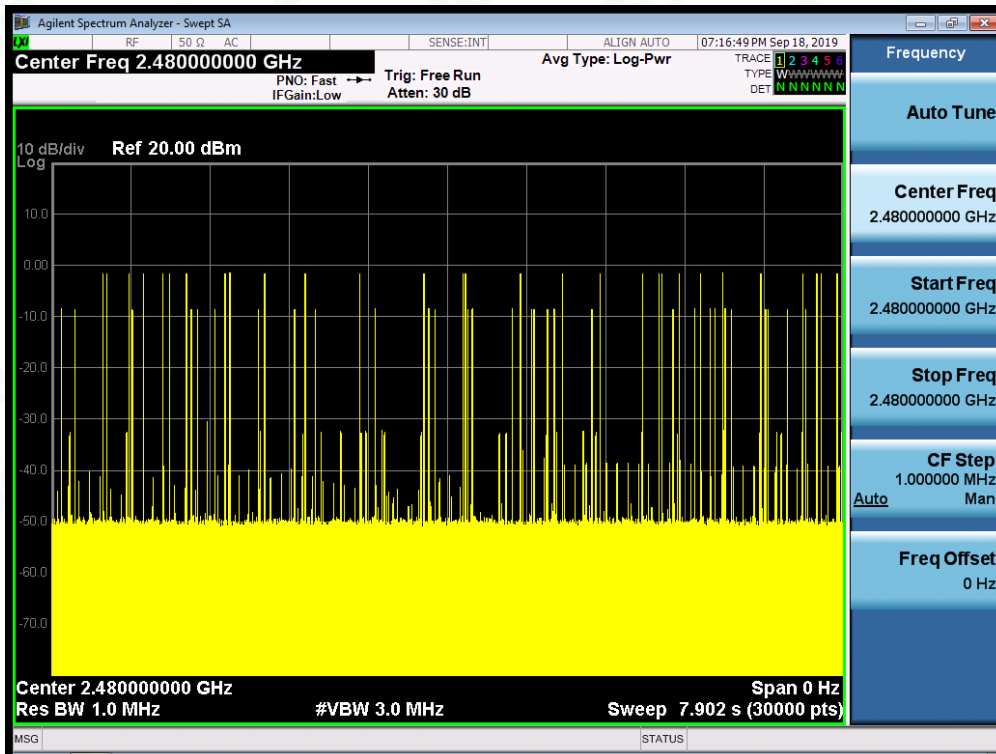 Agilent Spectrum Analyzer - Swept SA
LXI RF 50 Ω AC SENSE:INT ALIGN AUTO 07:16:49 PM Sep 18, 2019
Center Freq 2.480000000 GHz
PNO: Fast
IFGain:Low
Trig: Free Run
Atten: 30 dB
Avg Type: Log-Pwr
TRACE 1 2 3 4 5 6
TYPE WWWWWW
DET N N N N N N
10 dB/div
Log
Ref 20.00 dBm
10.0
0.00
-10.0
-20.0
-30.0
-40.0
-50.0
-60.0
-70.0
Center 2.480000000 GHz
Span 0 Hz
Res BW 1.0 MHz
#VBW 3.0 MHz
Sweep 7.902 s (30000 pts)
MSG
STATUS
Frequency
Auto Tune
Center Freq
2.480000000 GHz
Start Freq
2.480000000 GHz
Stop Freq
2.480000000 GHz
CF Step
1.000000 MHz
Auto Man
Freq Offset
0 Hz